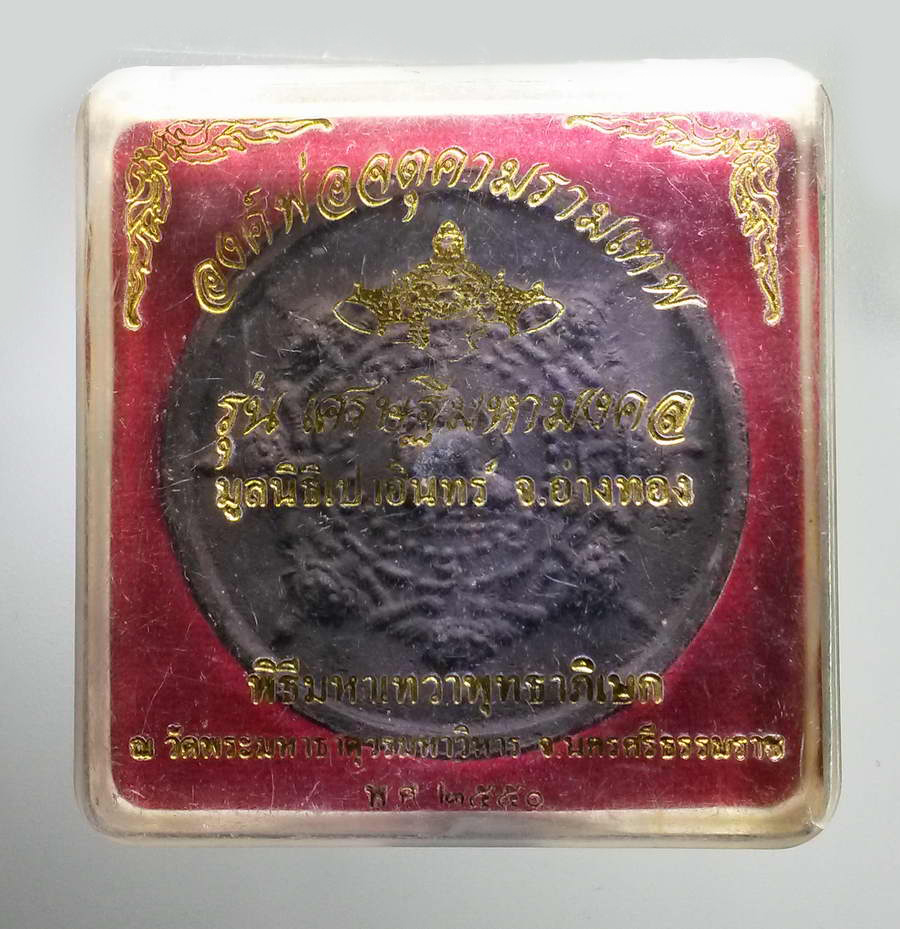 องค์พ่อจตุคามรามเทพ
รุ่น เศรษฐีมหามงคล
มูลนิธิเปาอินทร์ จ.อ่างทอง
พิธีมหาเทวาพุทธาภิเษก
ณ วัดพระมหาธาตุวรมหาวิหาร จ.นครศรีธรรมราช
พ ศ ๒๕๕๐